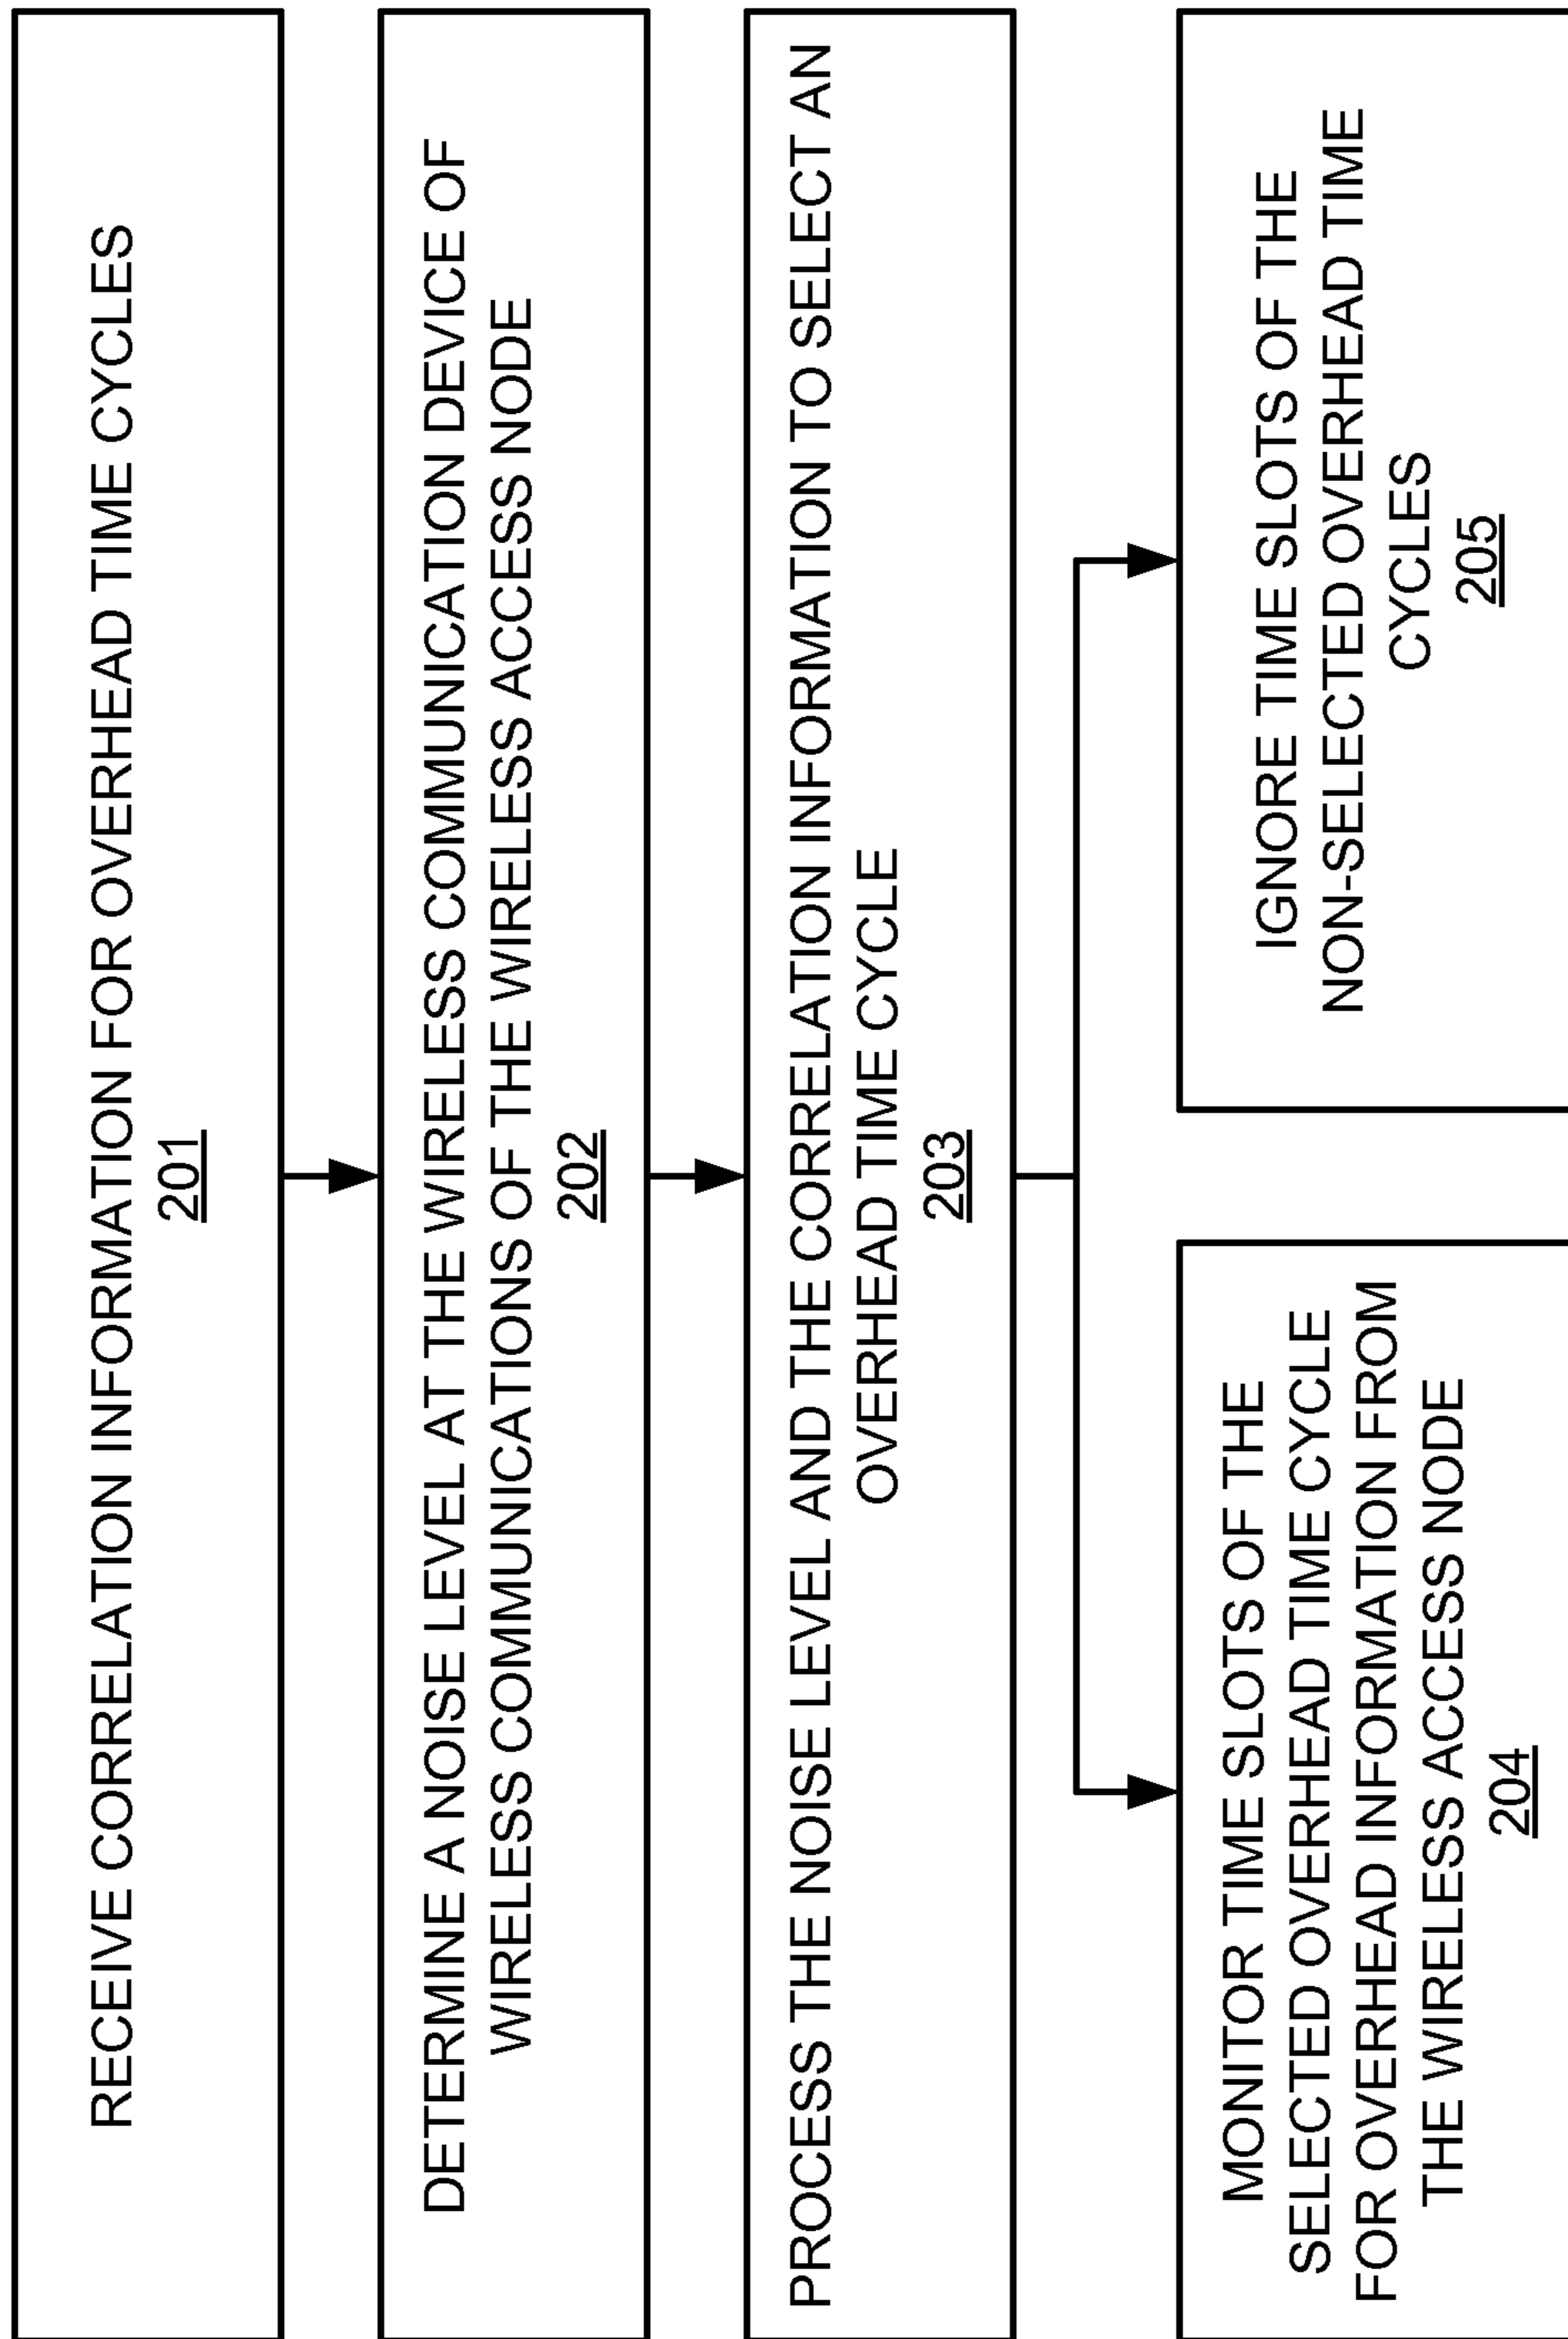 RECEIVE CORRELATION INFORMATION FOR OVERHEAD TIME CYCLES
201
DETERMINE A NOISE LEVEL AT THE WIRELESS COMMUNICATION DEVICE OF
WIRELESS COMMUNICATIONS OF THE WIRELESS ACCESS NODE
202
PROCESS THE NOISE LEVEL AND THE CORRELATION INFORMATION TO SELECT AN
OVERHEAD TIME CYCLE
203
MONITOR TIME SLOTS OF THE
SELECTED OVERHEAD TIME CYCLE
FOR OVERHEAD INFORMATION FROM
THE WIRELESS ACCESS NODE
204
IGNORE TIME SLOTS OF THE
NON-SELECTED OVERHEAD TIME
CYCLES
205